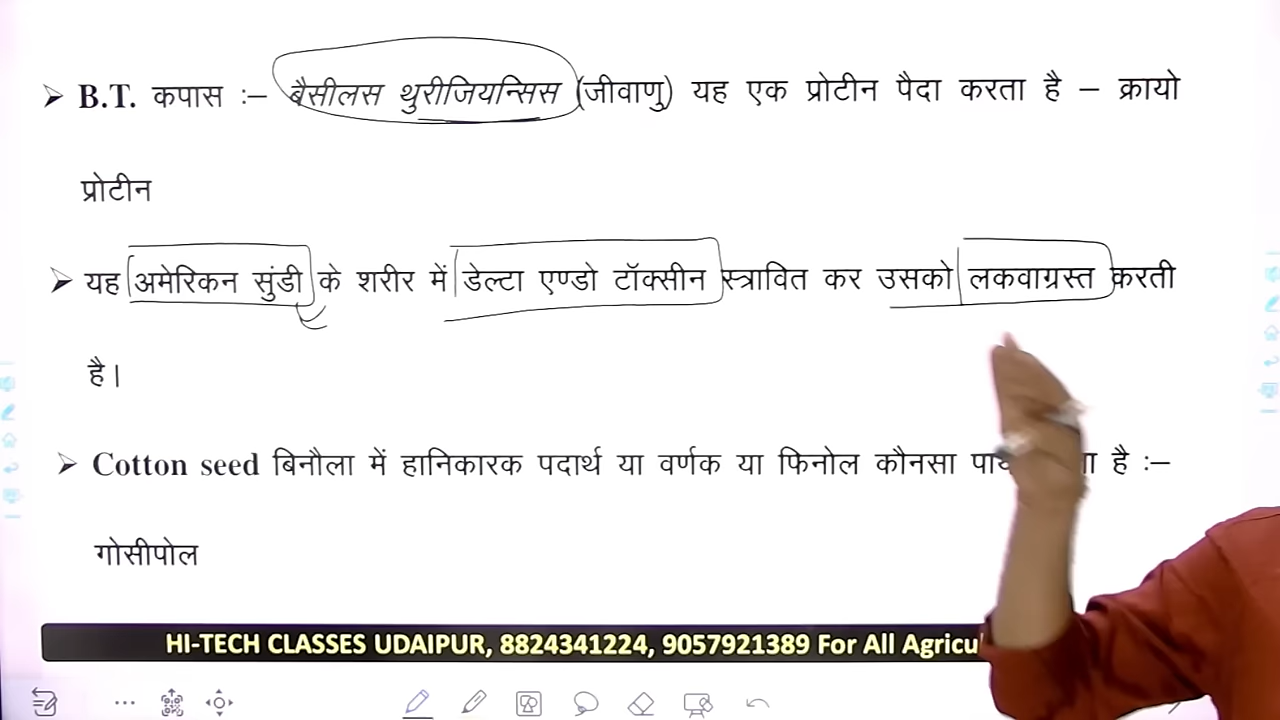 ➢ B.T. कपास :– बैसीलस थुरीजियन्सिस (जीवाणु) यह एक प्रोटीन पैदा करता है – क्रायो
प्रोटीन
➢ यह अमेरिकन सुंडी के शरीर में डेल्टा एण्डो टॉक्सीन स्त्रावित कर उसको लकवाग्रस्त करती
है।
➢ Cotton seed बिनौला में हानिकारक पदार्थ या वर्णक या फिनोल कौनसा है :–
गोसीपोल
HI-TECH CLASSES UDAIPUR, 8824341224, 9057921389 For All